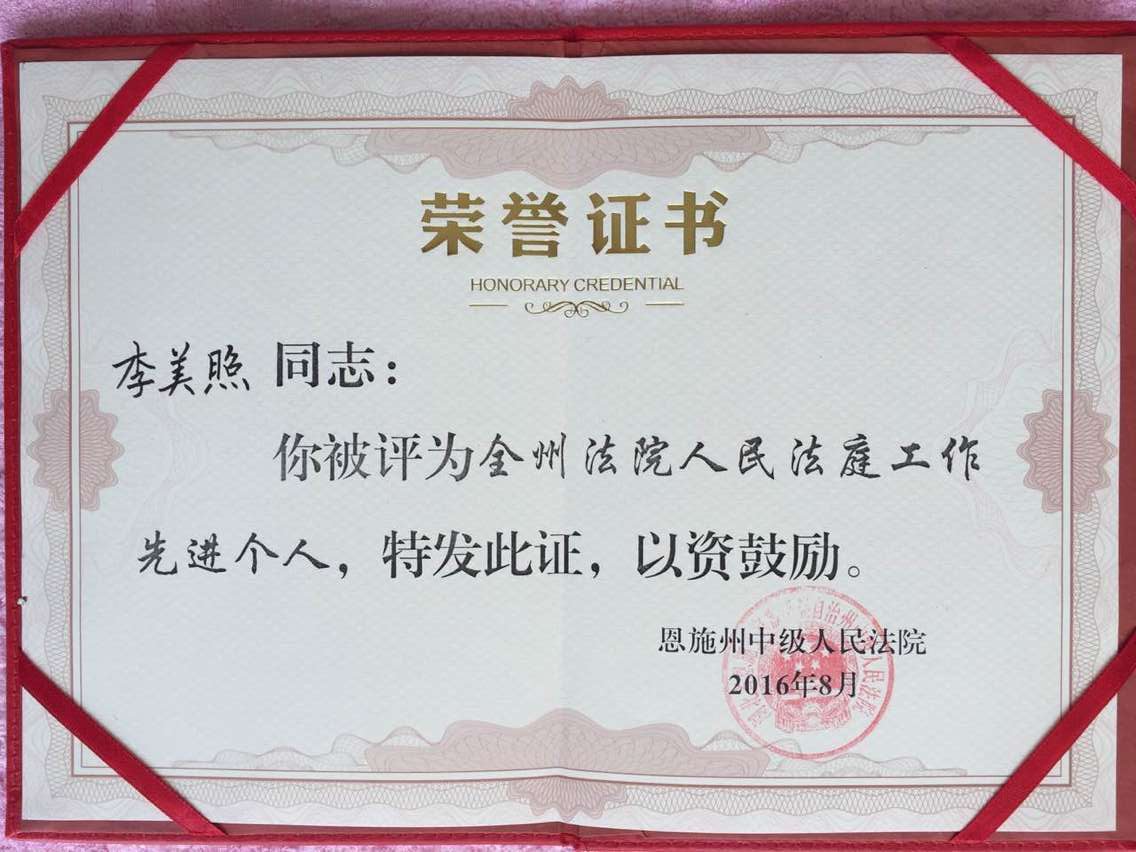 荣誉证书
HONORARY CREDENTIAL
李美照 同志：
你被评为全州法院人民法庭工作
先进个人，特发此证，以资鼓励。
恩施州中级人民法院
2016年8月